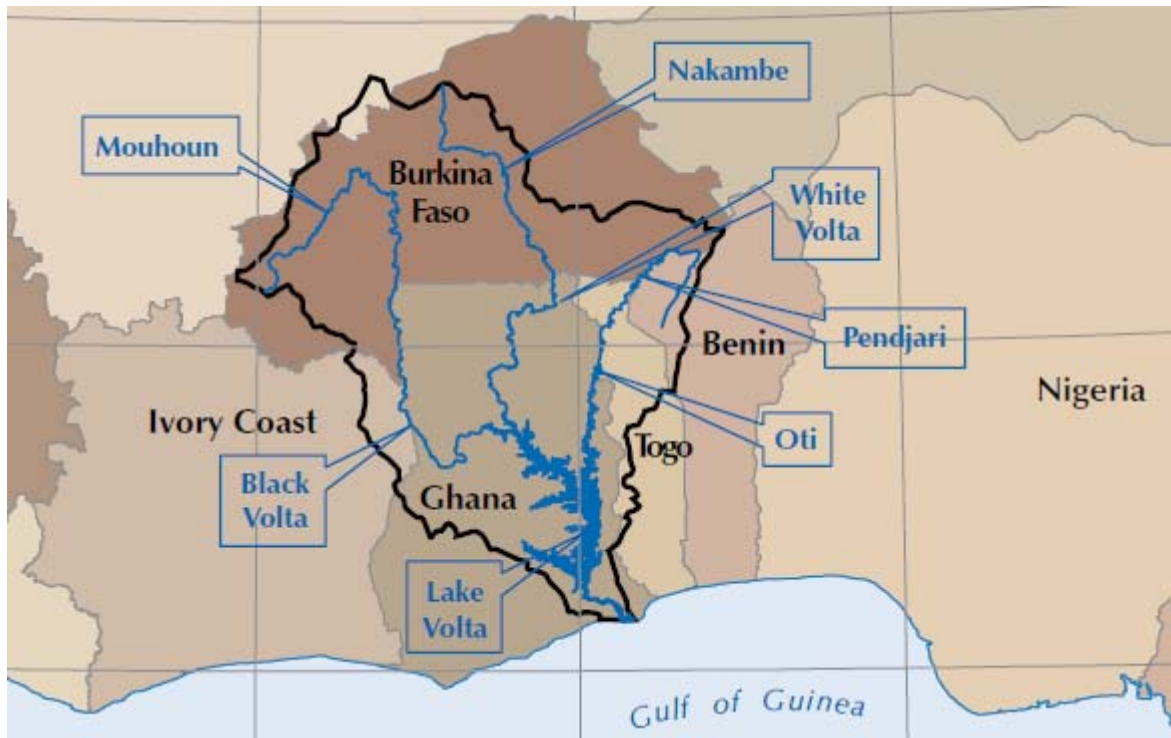 Nakambe
Mouhoun
Burkina
Faso
White
Volta
Benin
Pendjari
Nigeria
Ivory Coast
Togo
Oti
Black
Volta
Ghana
Lake
Volta
Gulf of Guinea